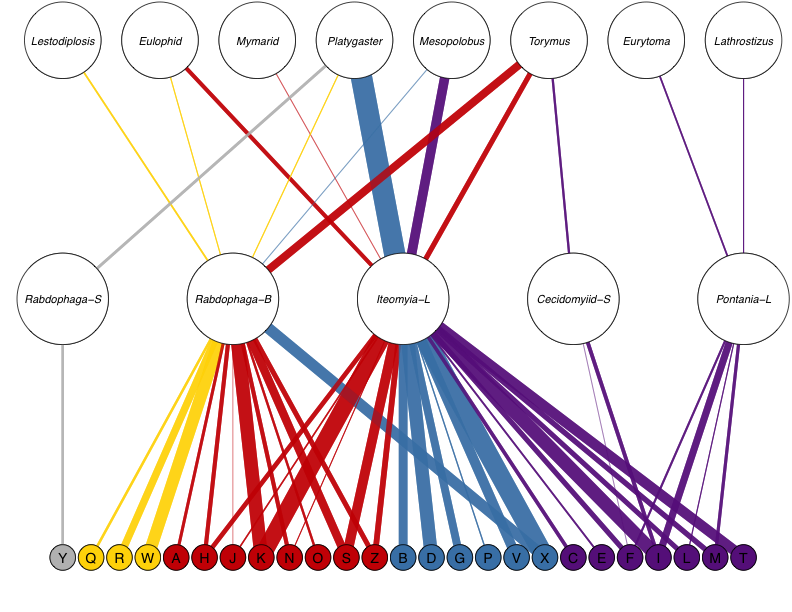 Lestodiplosis Eulophid Mymarid Platygaster Mesopolobus Torymus Eurytoma Lathrostizus
Rabdophaga−S Rabdophaga−B Iteomyia−L Cecidomyiid−S Pontania−L
Y Q R W A H J K N O S Z B D G P V X C E F I L M T